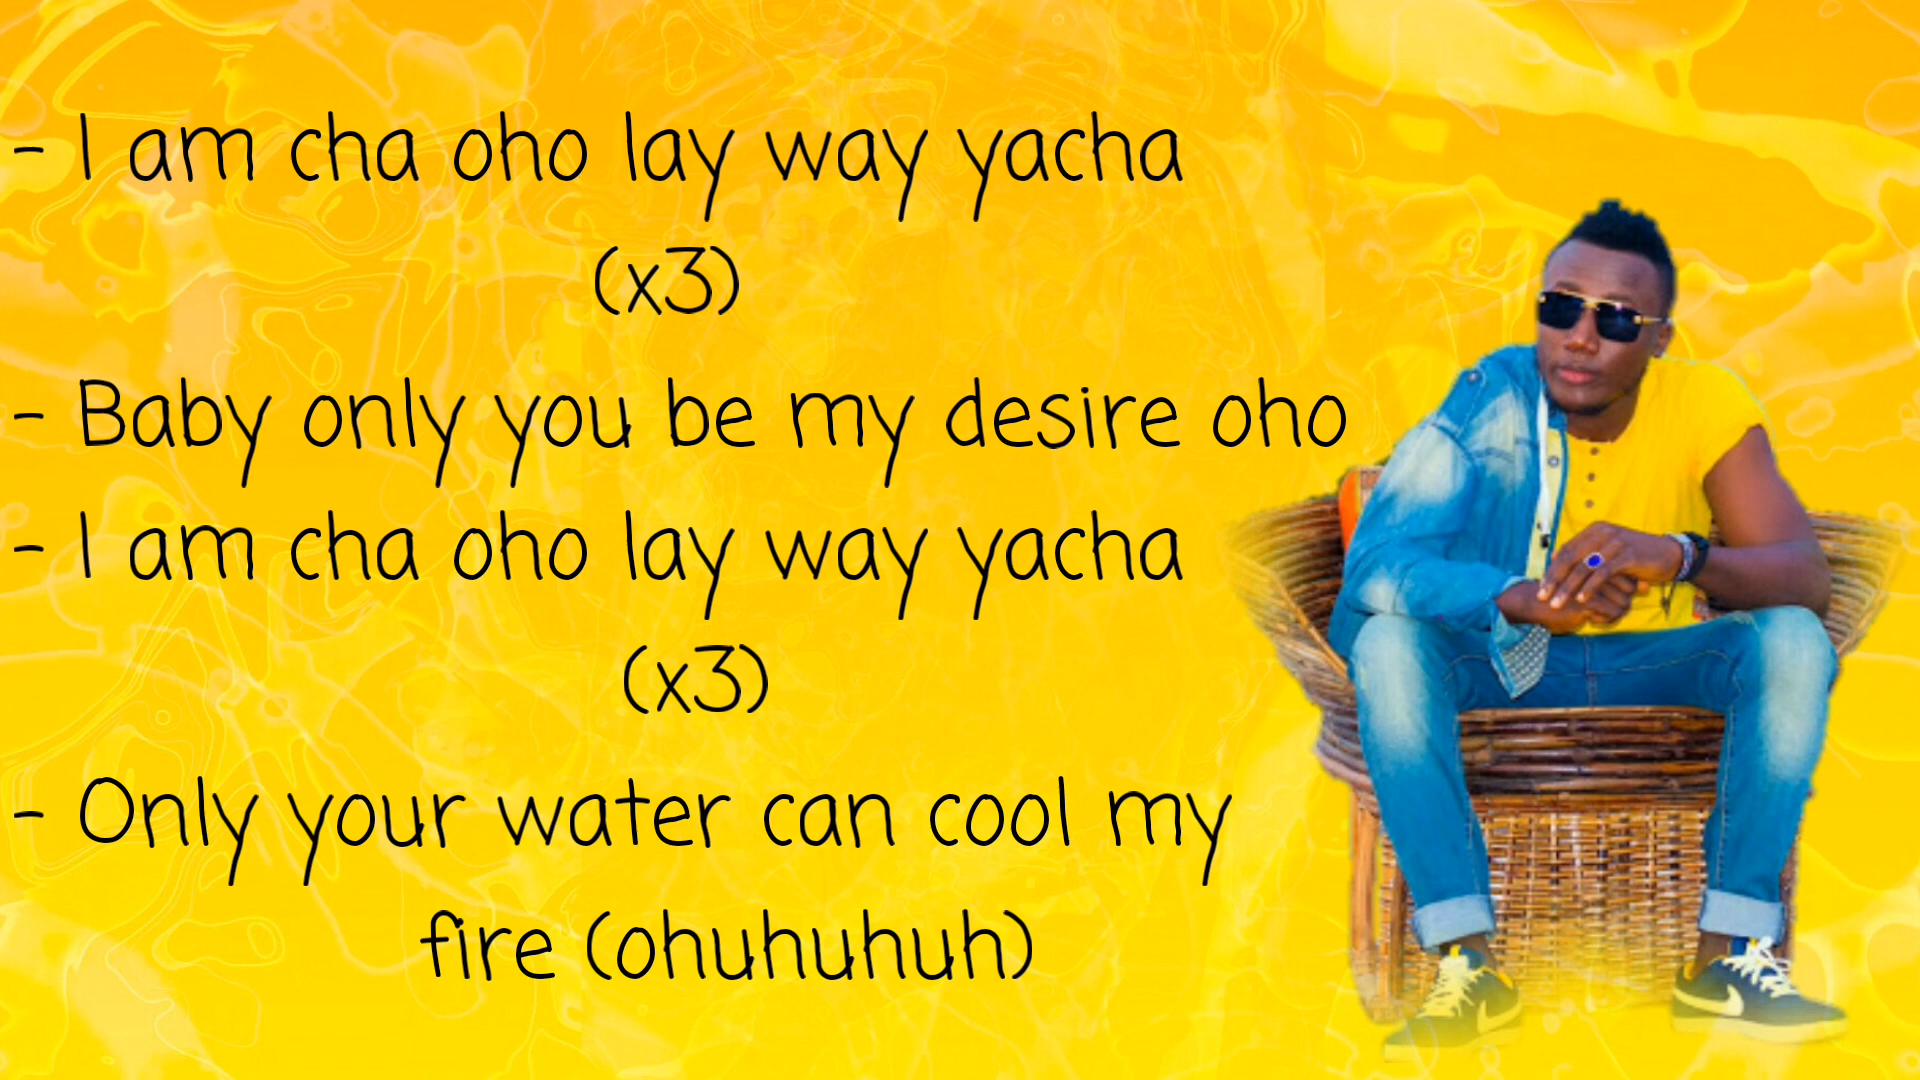 - I am cha oho lay way yacha
(x3)
- Baby only you be my desire oho
- I am cha oho lay way yacha
(x3)
- Only your water can cool my
fire (ohuhuhuh)